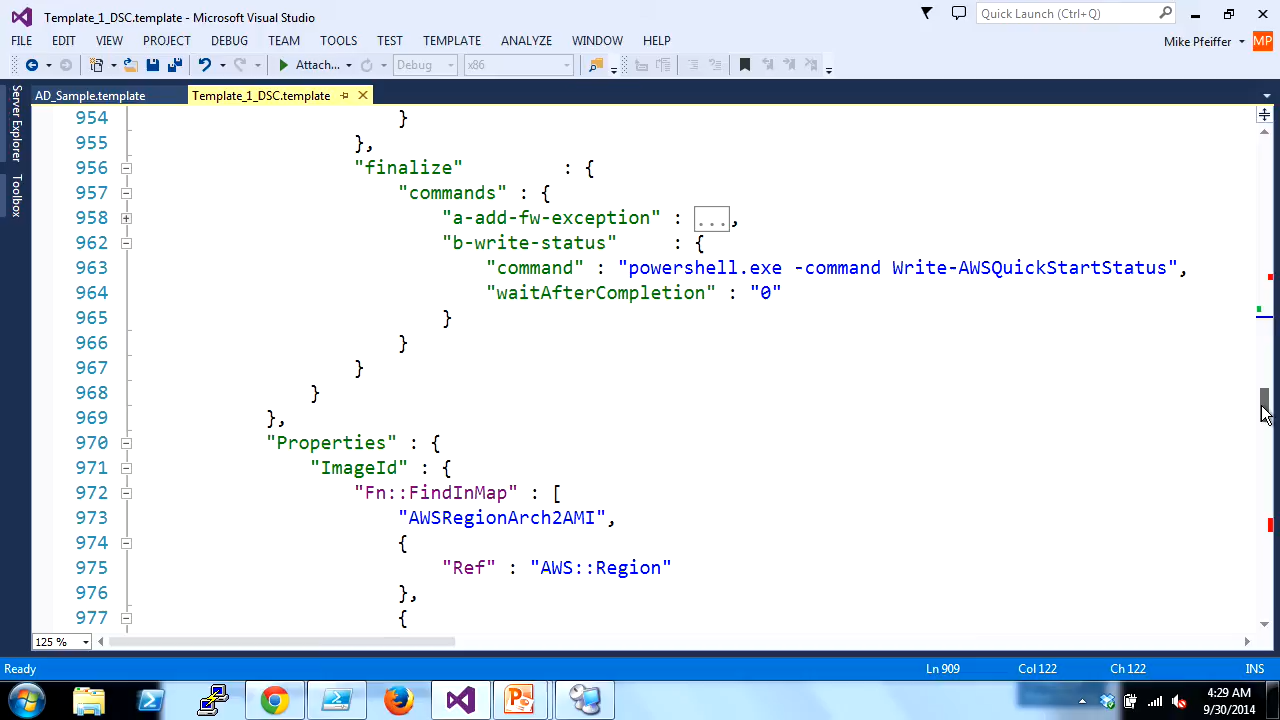 Template_1_DSC.template - Microsoft Visual Studio
Quick Launch (Ctrl+Q)
FILE EDIT VIEW PROJECT DEBUG TEAM TOOLS TEST TEMPLATE ANALYZE WINDOW HELP
Mike Pfeiffer MP
Attach... Debug x86
AD_Sample.template Template_1_DSC.template
Server Explorer
Toolbox
954 }
955 },
956 "finalize" : {
957 "commands" : {
958 "a-add-fw-exception" : ...,
962 "b-write-status" : {
963 "command" : "powershell.exe -command Write-AWSQuickStartStatus",
964 "waitAfterCompletion" : "0"
965 }
966 }
967 }
968 }
969 },
970 "Properties" : {
971 "ImageId" : {
972 "Fn::FindInMap" : [
973 "AWSRegionArch2AMI",
974 {
975 "Ref" : "AWS::Region"
976 },
977 {
125 %
Ready Ln 909 Col 122 Ch 122 INS
4:29 AM
9/30/2014